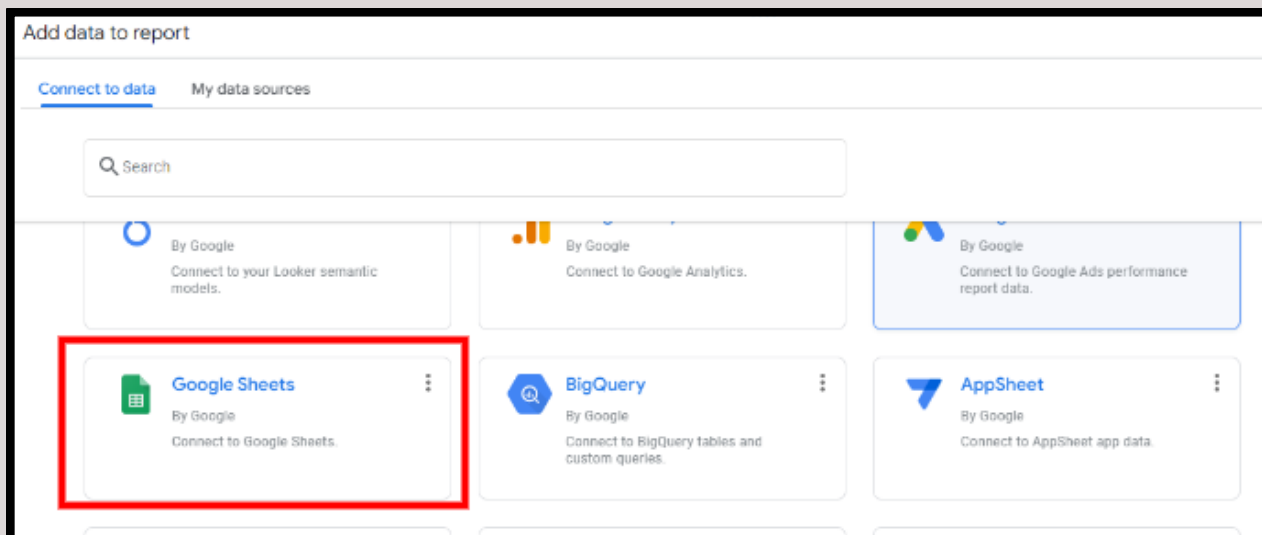 Add data to report
Connect to data My data sources
Search
By Google
Connect to your Looker semantic
models.
By Google
Connect to Google Analytics.
By Google
Connect to Google Ads performance
report data.
Google Sheets
By Google
Connect to Google Sheets.
BigQuery
By Google
Connect to BigQuery tables and
custom queries.
AppSheet
By Google
Connect to AppSheet app data.